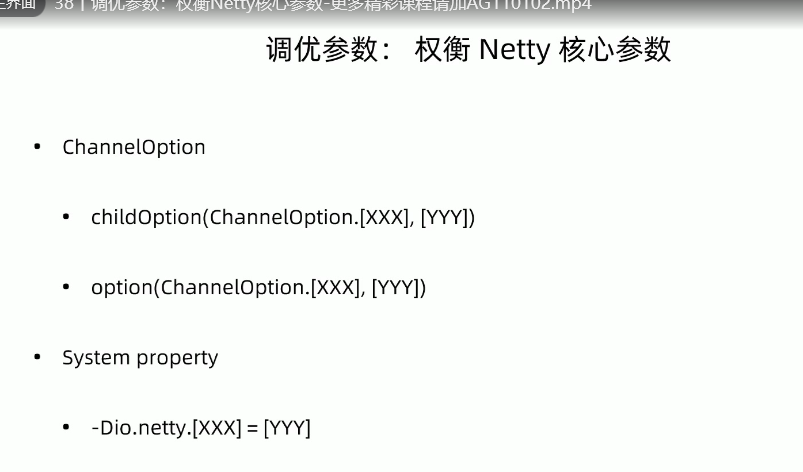 主界面 38丨调优参数：权衡Netty核心参数-更多精彩课程请加AG110102.mp4
调优参数： 权衡 Netty 核心参数
• ChannelOption
• childOption(ChannelOption.[XXX], [YYY])
• option(ChannelOption.[XXX], [YYY])
• System property
• -Dio.netty.[XXX] = [YYY]